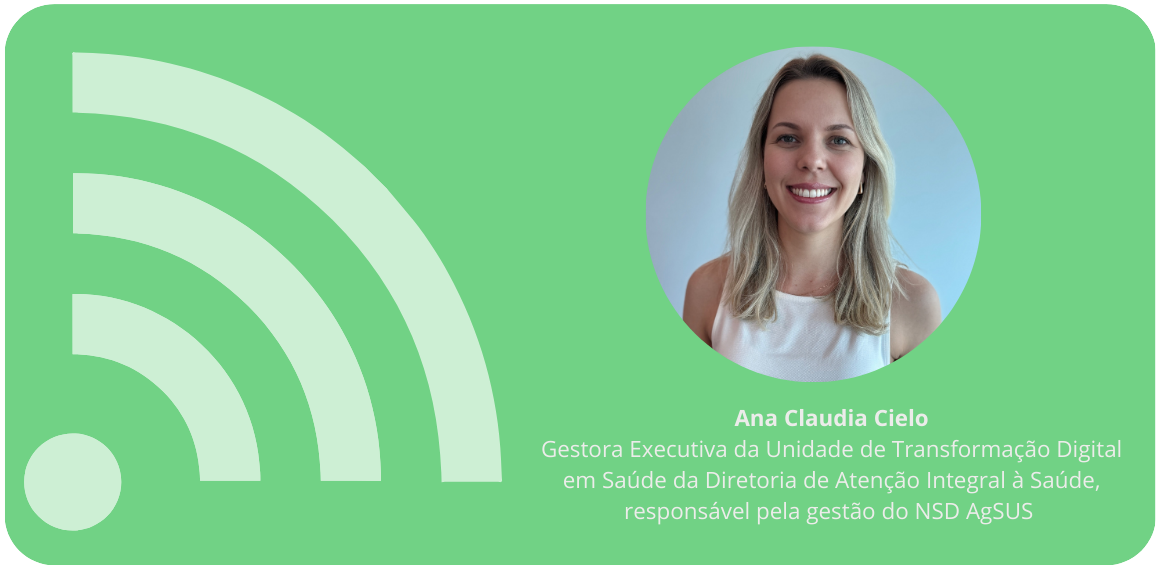 Ana Claudia Cielo
Gestora Executiva da Unidade de Transformação Digital
em Saúde da Diretoria de Atenção Integral à Saúde,
responsável pela gestão do NSD AgSUS